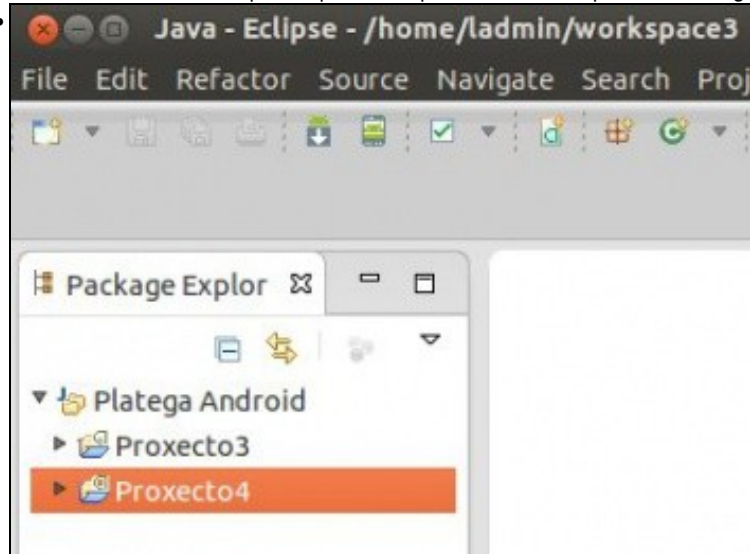 Java - Eclipse - /home/ladmin/workspace3
File Edit Refactor Source Navigate Search Proj
Package Explor
Platega Android
Proxecto3
Proxecto4